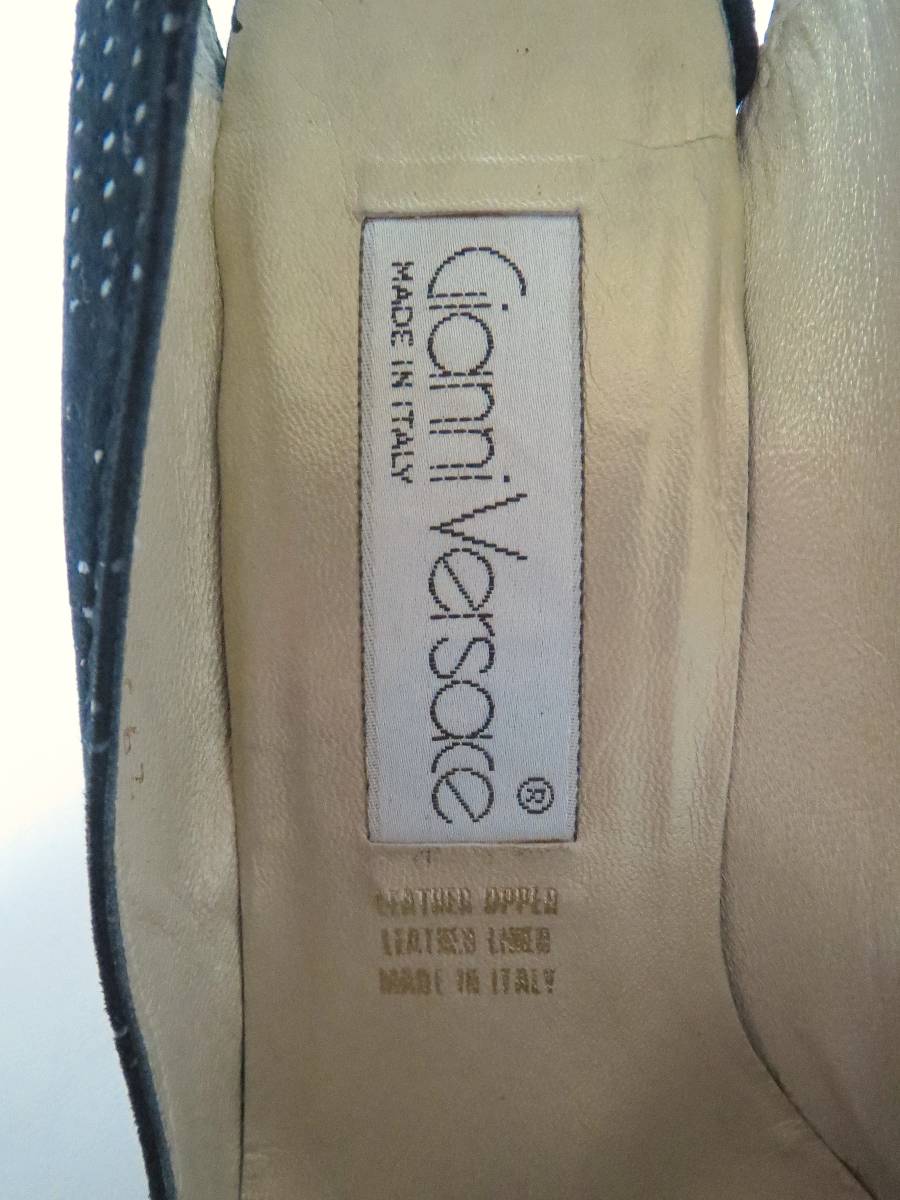 Gianni Versace ®
MADE IN ITALY
LEATHER UPPER
LEATHER LINED
MADE IN ITALY